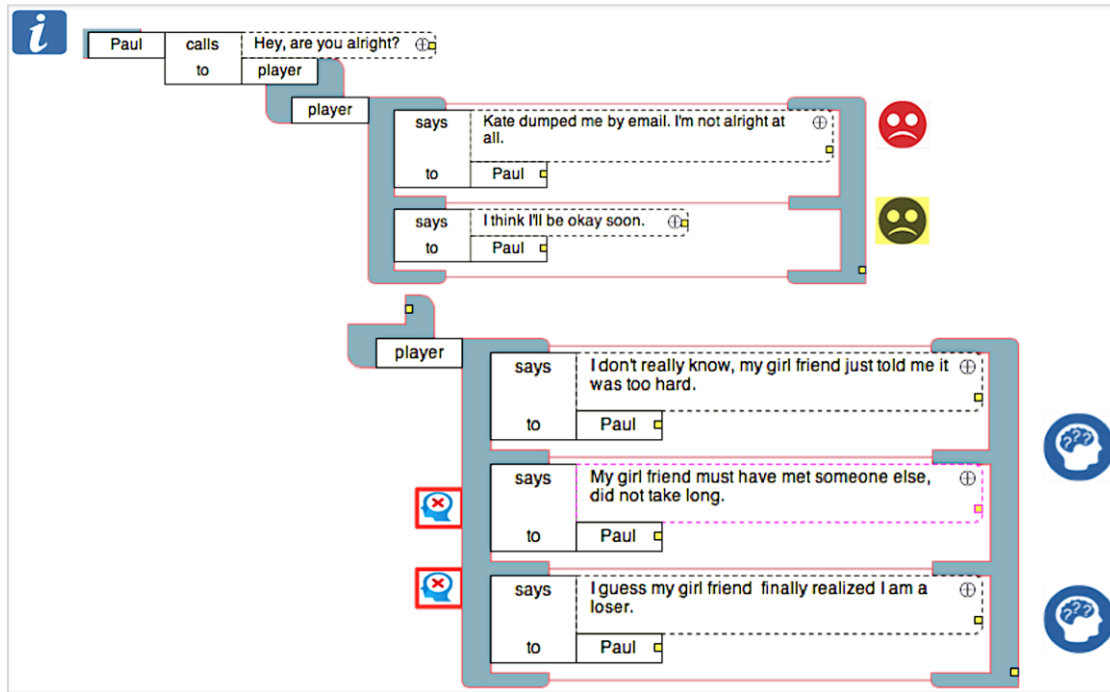 i
Paul calls Hey, are you alright?
to player
player
says Kate dumped me by email. I'm not alright at
all.
to Paul
says I think I'll be okay soon.
to Paul
player
says I don't really know, my girl friend just told me it
was too hard.
to Paul
???
says My girl friend must have met someone else,
did not take long.
to Paul
says I guess my girl friend finally realized I am a
loser.
???
to Paul